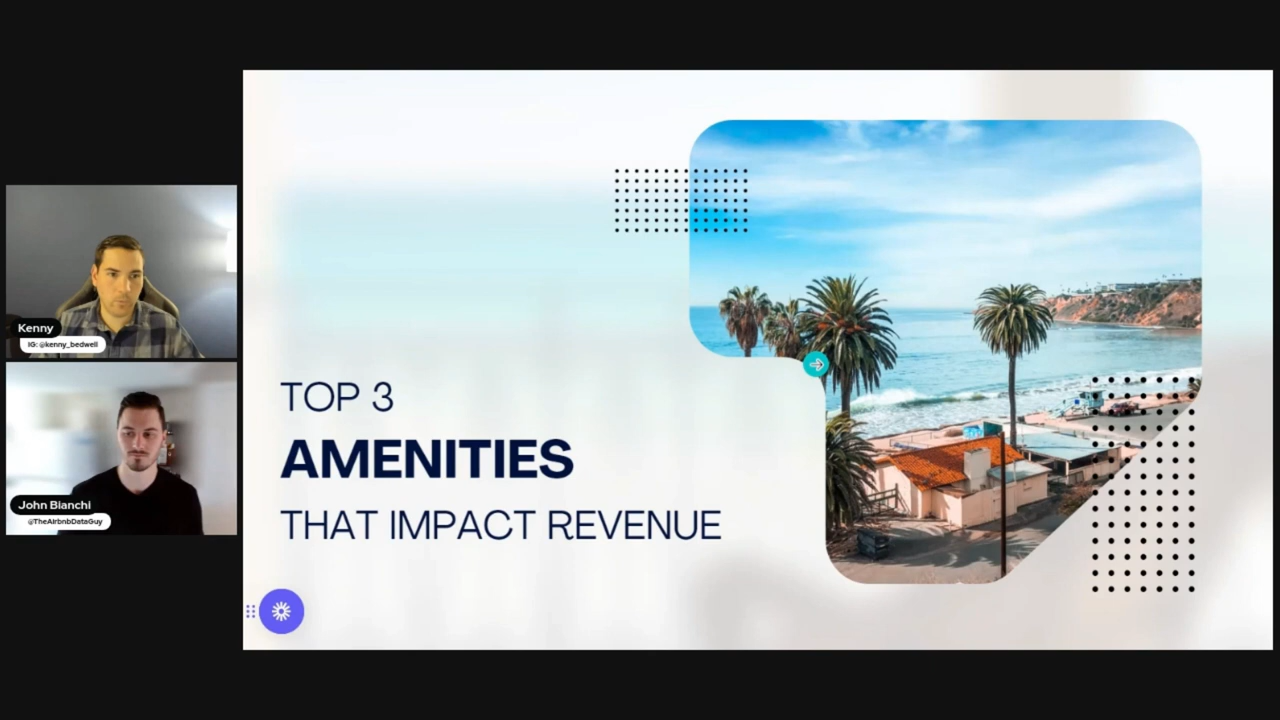 Kenny
IG: @kenny_bedwell
John Bianchi
@TheAirbnbDataGuy
TOP 3
AMENITIES
THAT IMPACT REVENUE